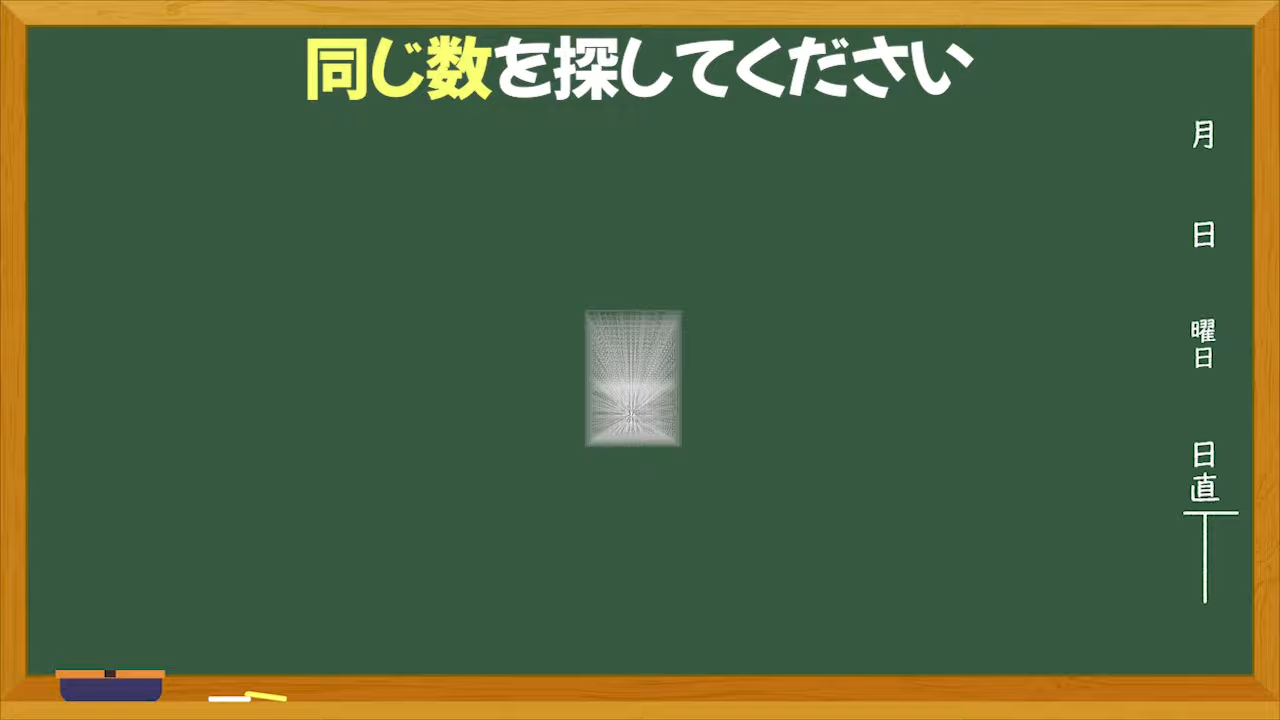 同じ数を探してください
月
日
曜日
日直